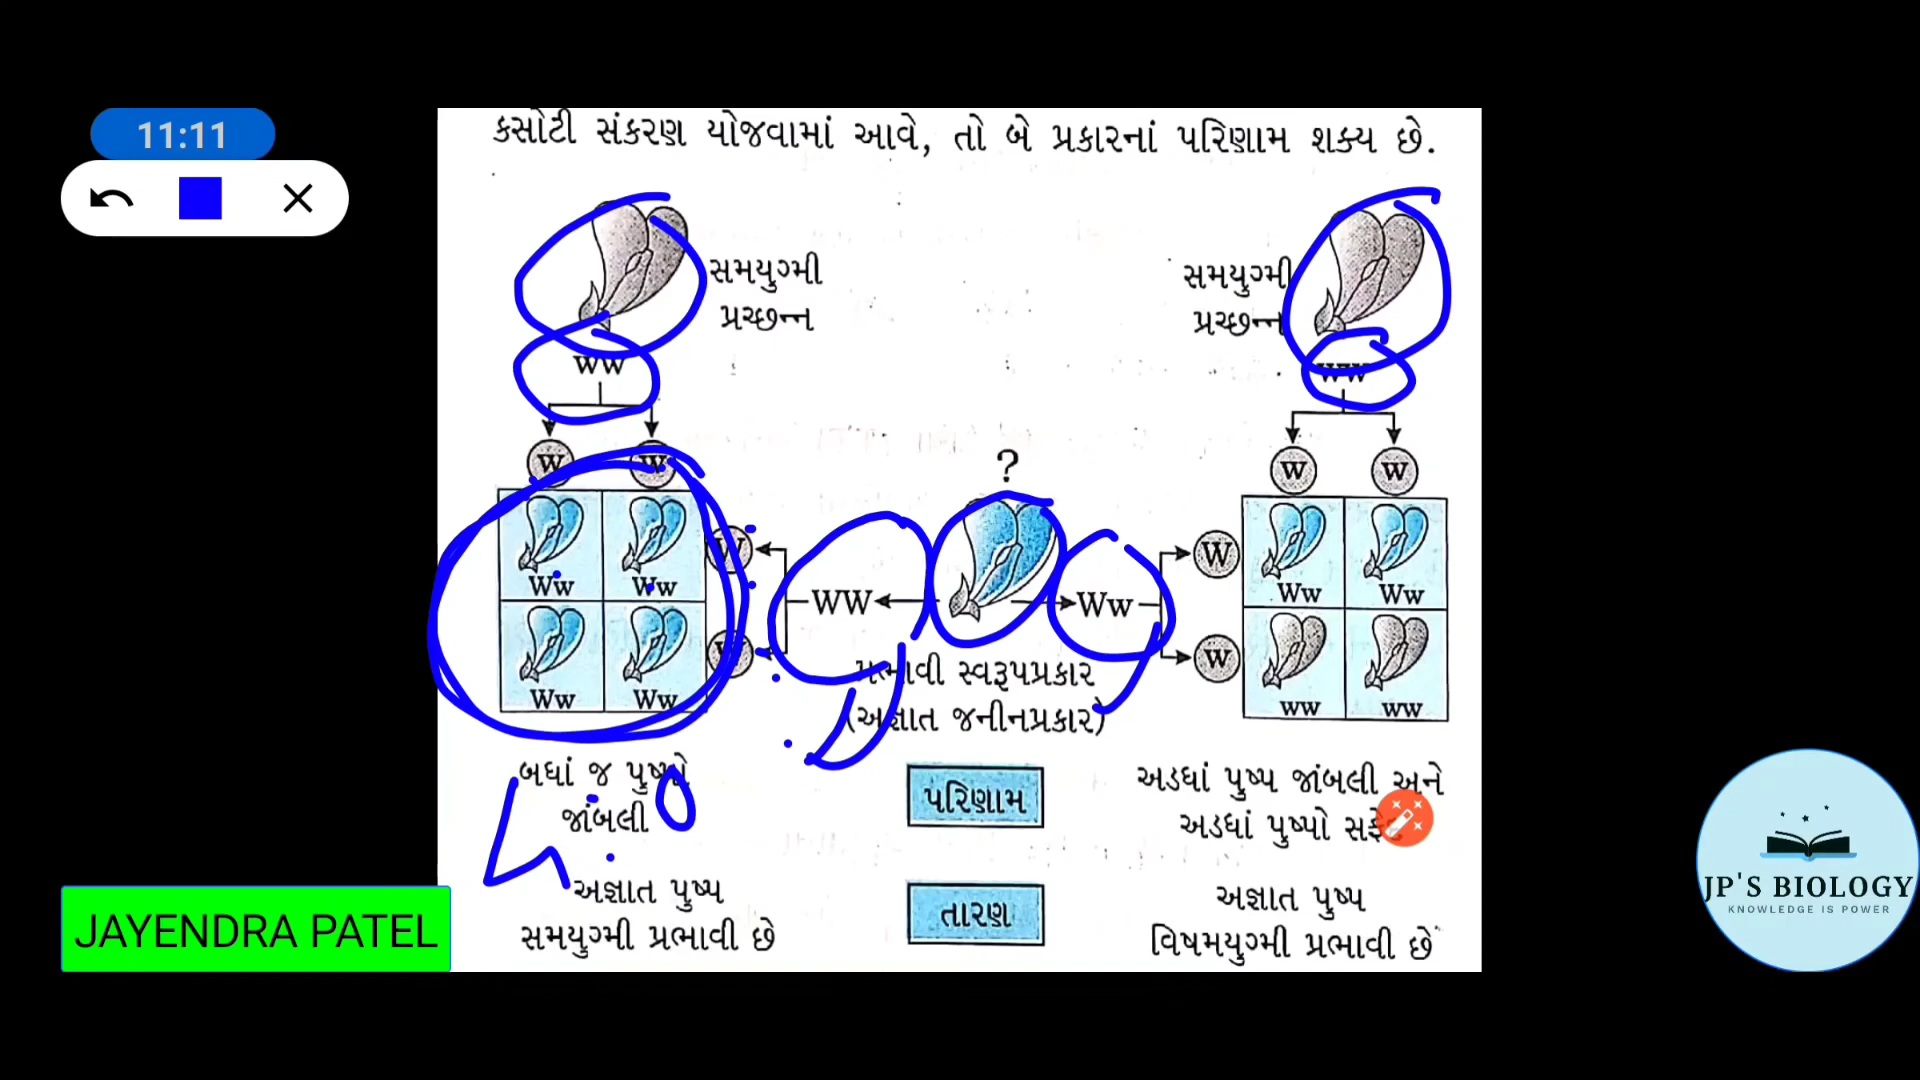 11:11
કસોટી સંકરણ યોજવામાં આવે, તો બે પ્રકારનાં પરિણામ શક્ય છે.
સમયુગ્મી
પ્રચ્છન્ન
ww
w w
સમયુગ્મી
પ્રચ્છન્ન
ww
w w
?
Ww Ww
Ww Ww
W
W
WW
Ww
W
w
Ww Ww
ww ww
પ્રભાવી સ્વરૂપપ્રકાર
(અજ્ઞાત જનીનપ્રકાર)
બધાં જ પુષ્પો
જાંબલી
પરિણામ
અડધાં પુષ્પ જાંબલી અને
અડધાં પુષ્પો સફેદ
અજ્ઞાત પુષ્પ
સમયુગ્મી પ્રભાવી છે
તારણ
અજ્ઞાત પુષ્પ
વિષમયુગ્મી પ્રભાવી છે
JAYENDRA PATEL
JP'S BIOLOGY
KNOWLEDGE IS POWER